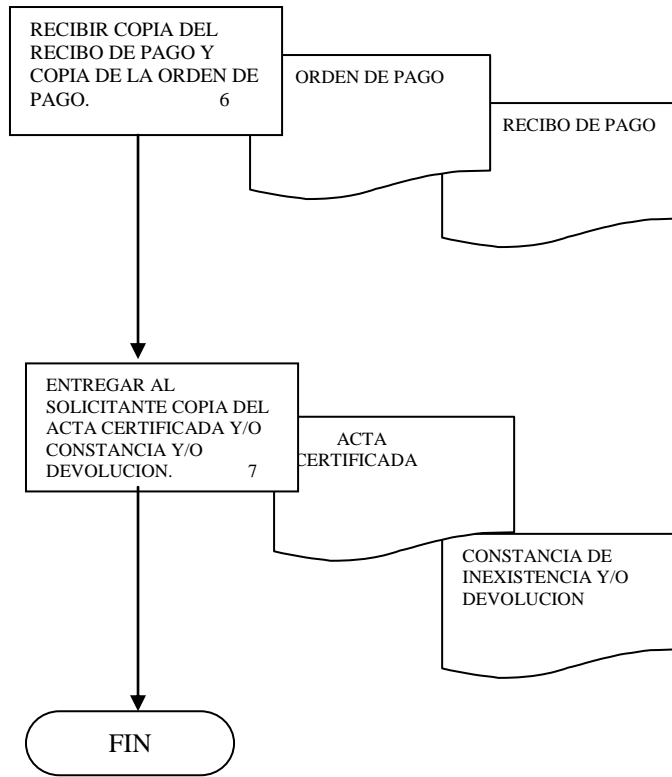 RECIBIR COPIA DEL
RECIBO DE PAGO Y
COPIA DE LA ORDEN DE
PAGO. 6
ORDEN DE PAGO
RECIBO DE PAGO
ENTREGAR AL
SOLICITANTE COPIA DEL
ACTA CERTIFICADA Y/O
CONSTANCIA Y/O
DEVOLUCION. 7
ACTA
CERTIFICADA
CONSTANCIA DE
INEXISTENCIA Y/O
DEVOLUCION
FIN